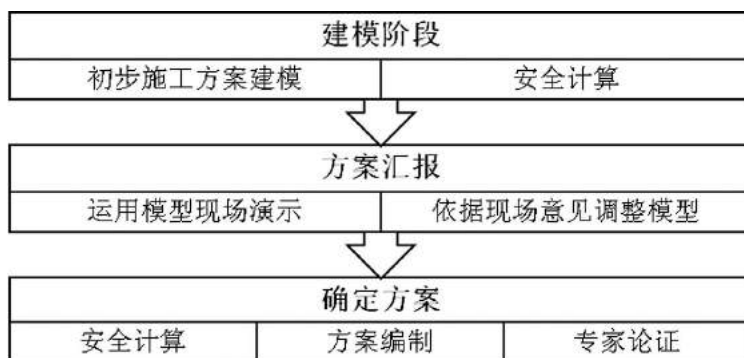 建模阶段
初步施工方案建模 安全计算
方案汇报
运用模型现场演示 依据现场意见调整模型
确定方案
安全计算 方案编制 专家论证